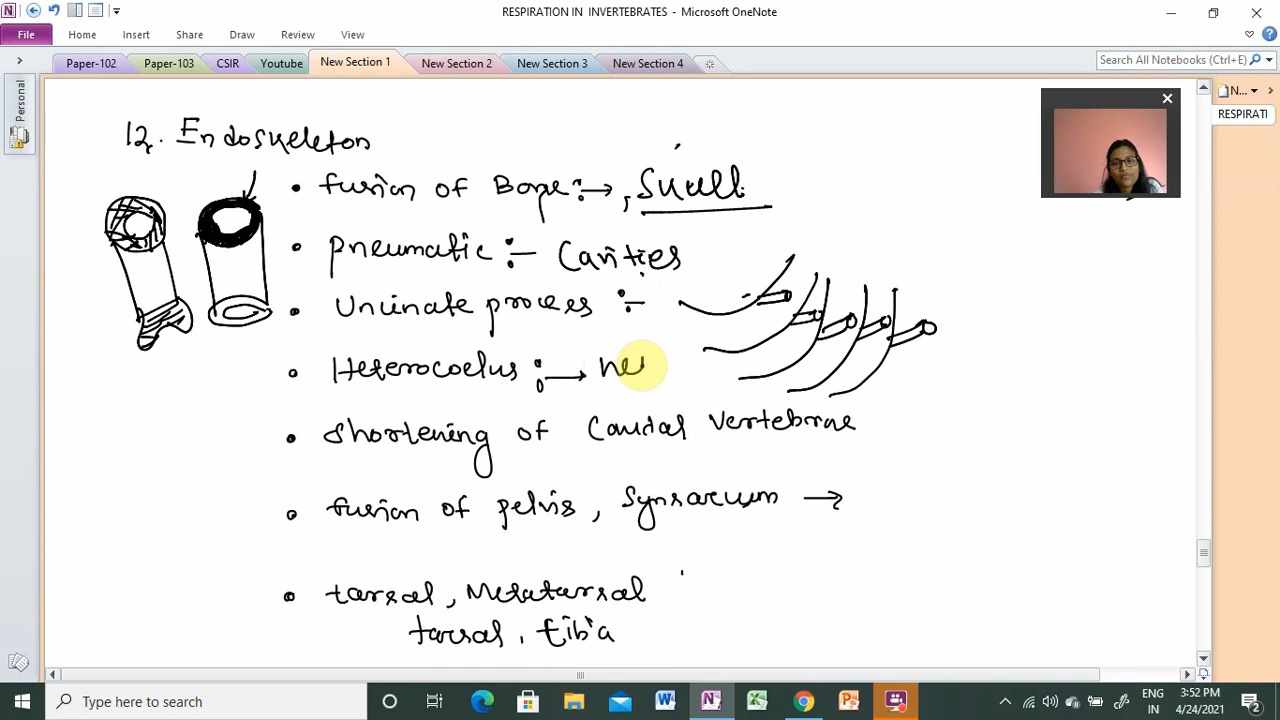 RESPIRATION IN INVERTEBRATES - Microsoft OneNote
File Home Insert Share Draw Review View
Paper-102 Paper-103 CSIR Youtube New Section 1 New Section 2 New Section 3 New Section 4
Search All Notebooks (Ctrl+E)
Personal
N...
RESPIRATI
12. Endoskeleton
• fusion of Bone :→ , Skull
• pneumatic :- Cavities
• Uncinate process :-
• Heterocoelus :→ ne
• Shortening of Caudal vertebrae
• fusion of pelvis, Synsacrum →
• tarsal, Metatarsal
tarsal, tibia
Type here to search
ENG
IN
3:52 PM
4/24/2021
2